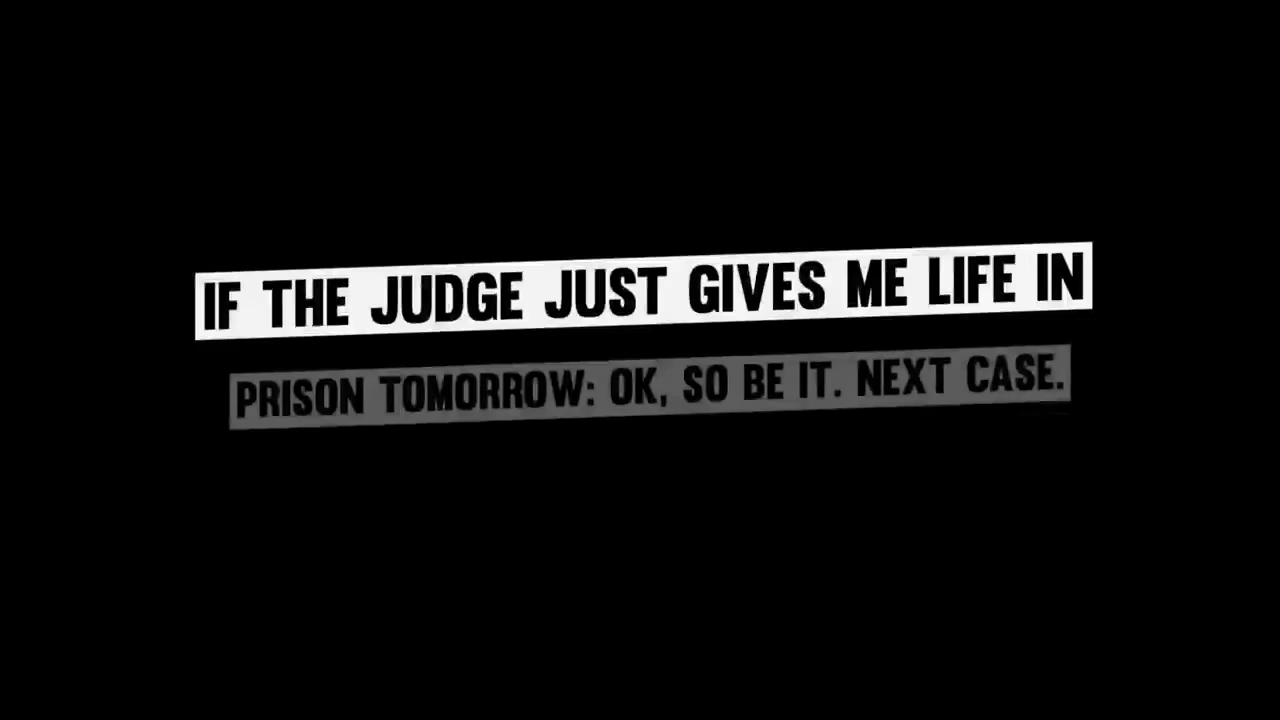 IF THE JUDGE JUST GIVES ME LIFE IN
PRISON TOMORROW: OK, SO BE IT. NEXT CASE.